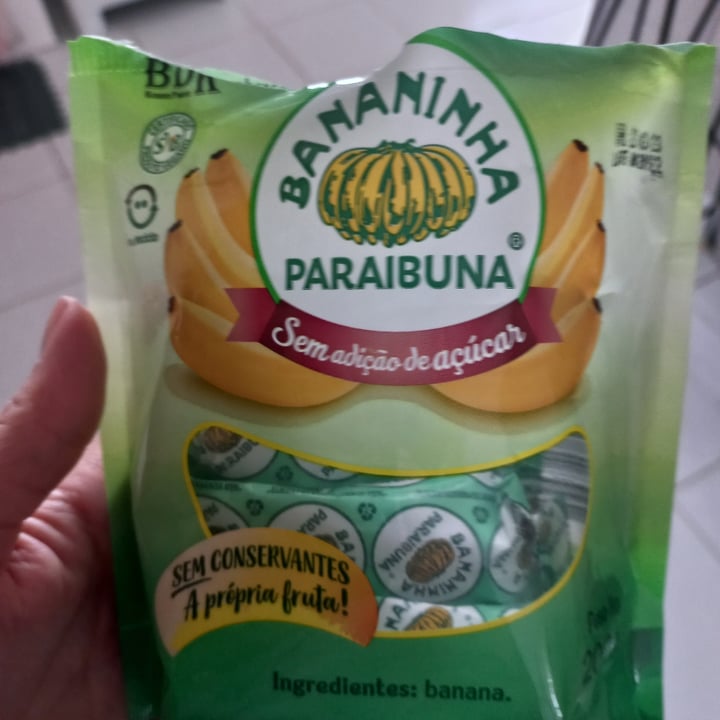 BDK
BANANINHA
PARAIBUNA
Sem adição de açúcar
BANANINHA
PARAIBUNA
SEM CONSERVANTES
A própria fruta!
Ingredientes: banana.